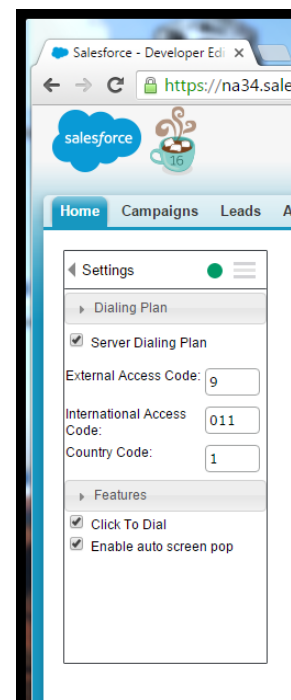 Salesforce - Developer Edi
https://na34.sale
salesforce
16
Home Campaigns Leads A
Settings
Dialing Plan
Server Dialing Plan
External Access Code: 9
International Access
Code: 011
Country Code: 1
Features
Click To Dial
Enable auto screen pop